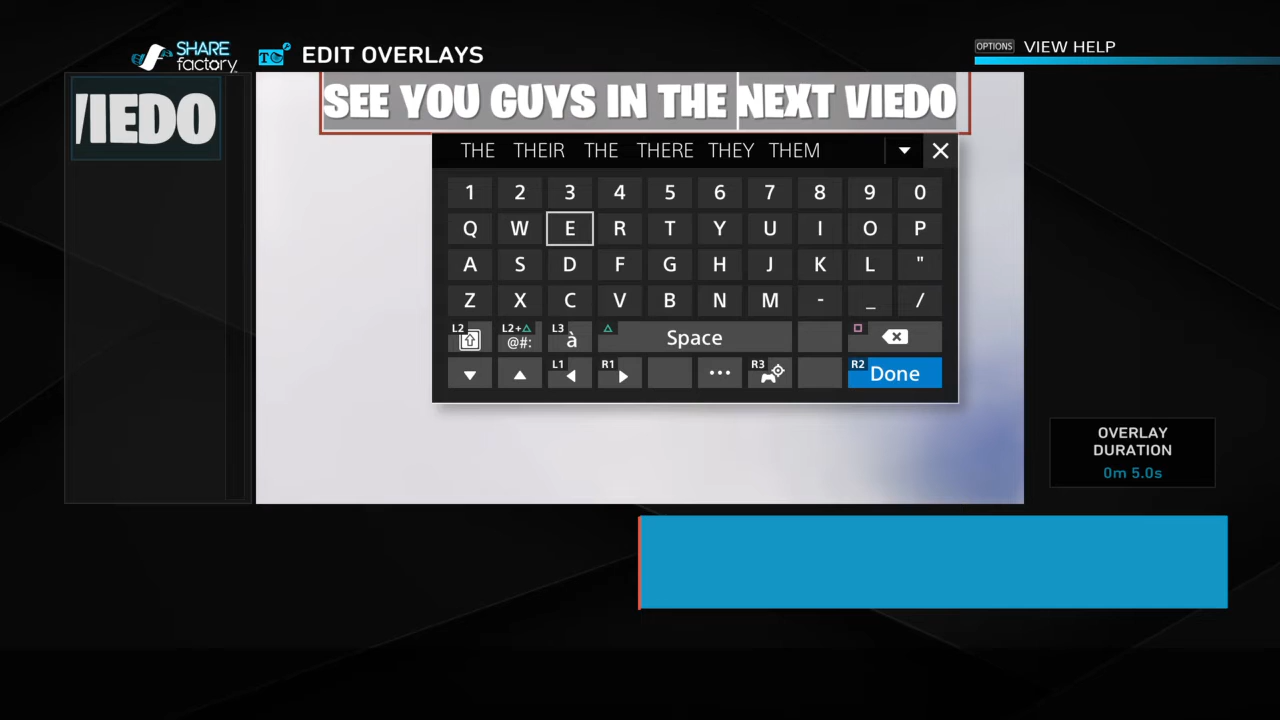 SHARE
factory™
TC
EDIT OVERLAYS
OPTIONS VIEW HELP
VIEDO
SEE YOU GUYS IN THE NEXT VIEDO
THE THEIR THE THERE THEY THEM
1 2 3 4 5 6 7 8 9 0
Q W E R T Y U I O P
A S D F G H J K L "
Z X C V B N M - _ /
L2 L2+△ @#: L3 à △ Space □
L1 R1 ... R3 R2 Done
OVERLAY
DURATION
0m 5.0s